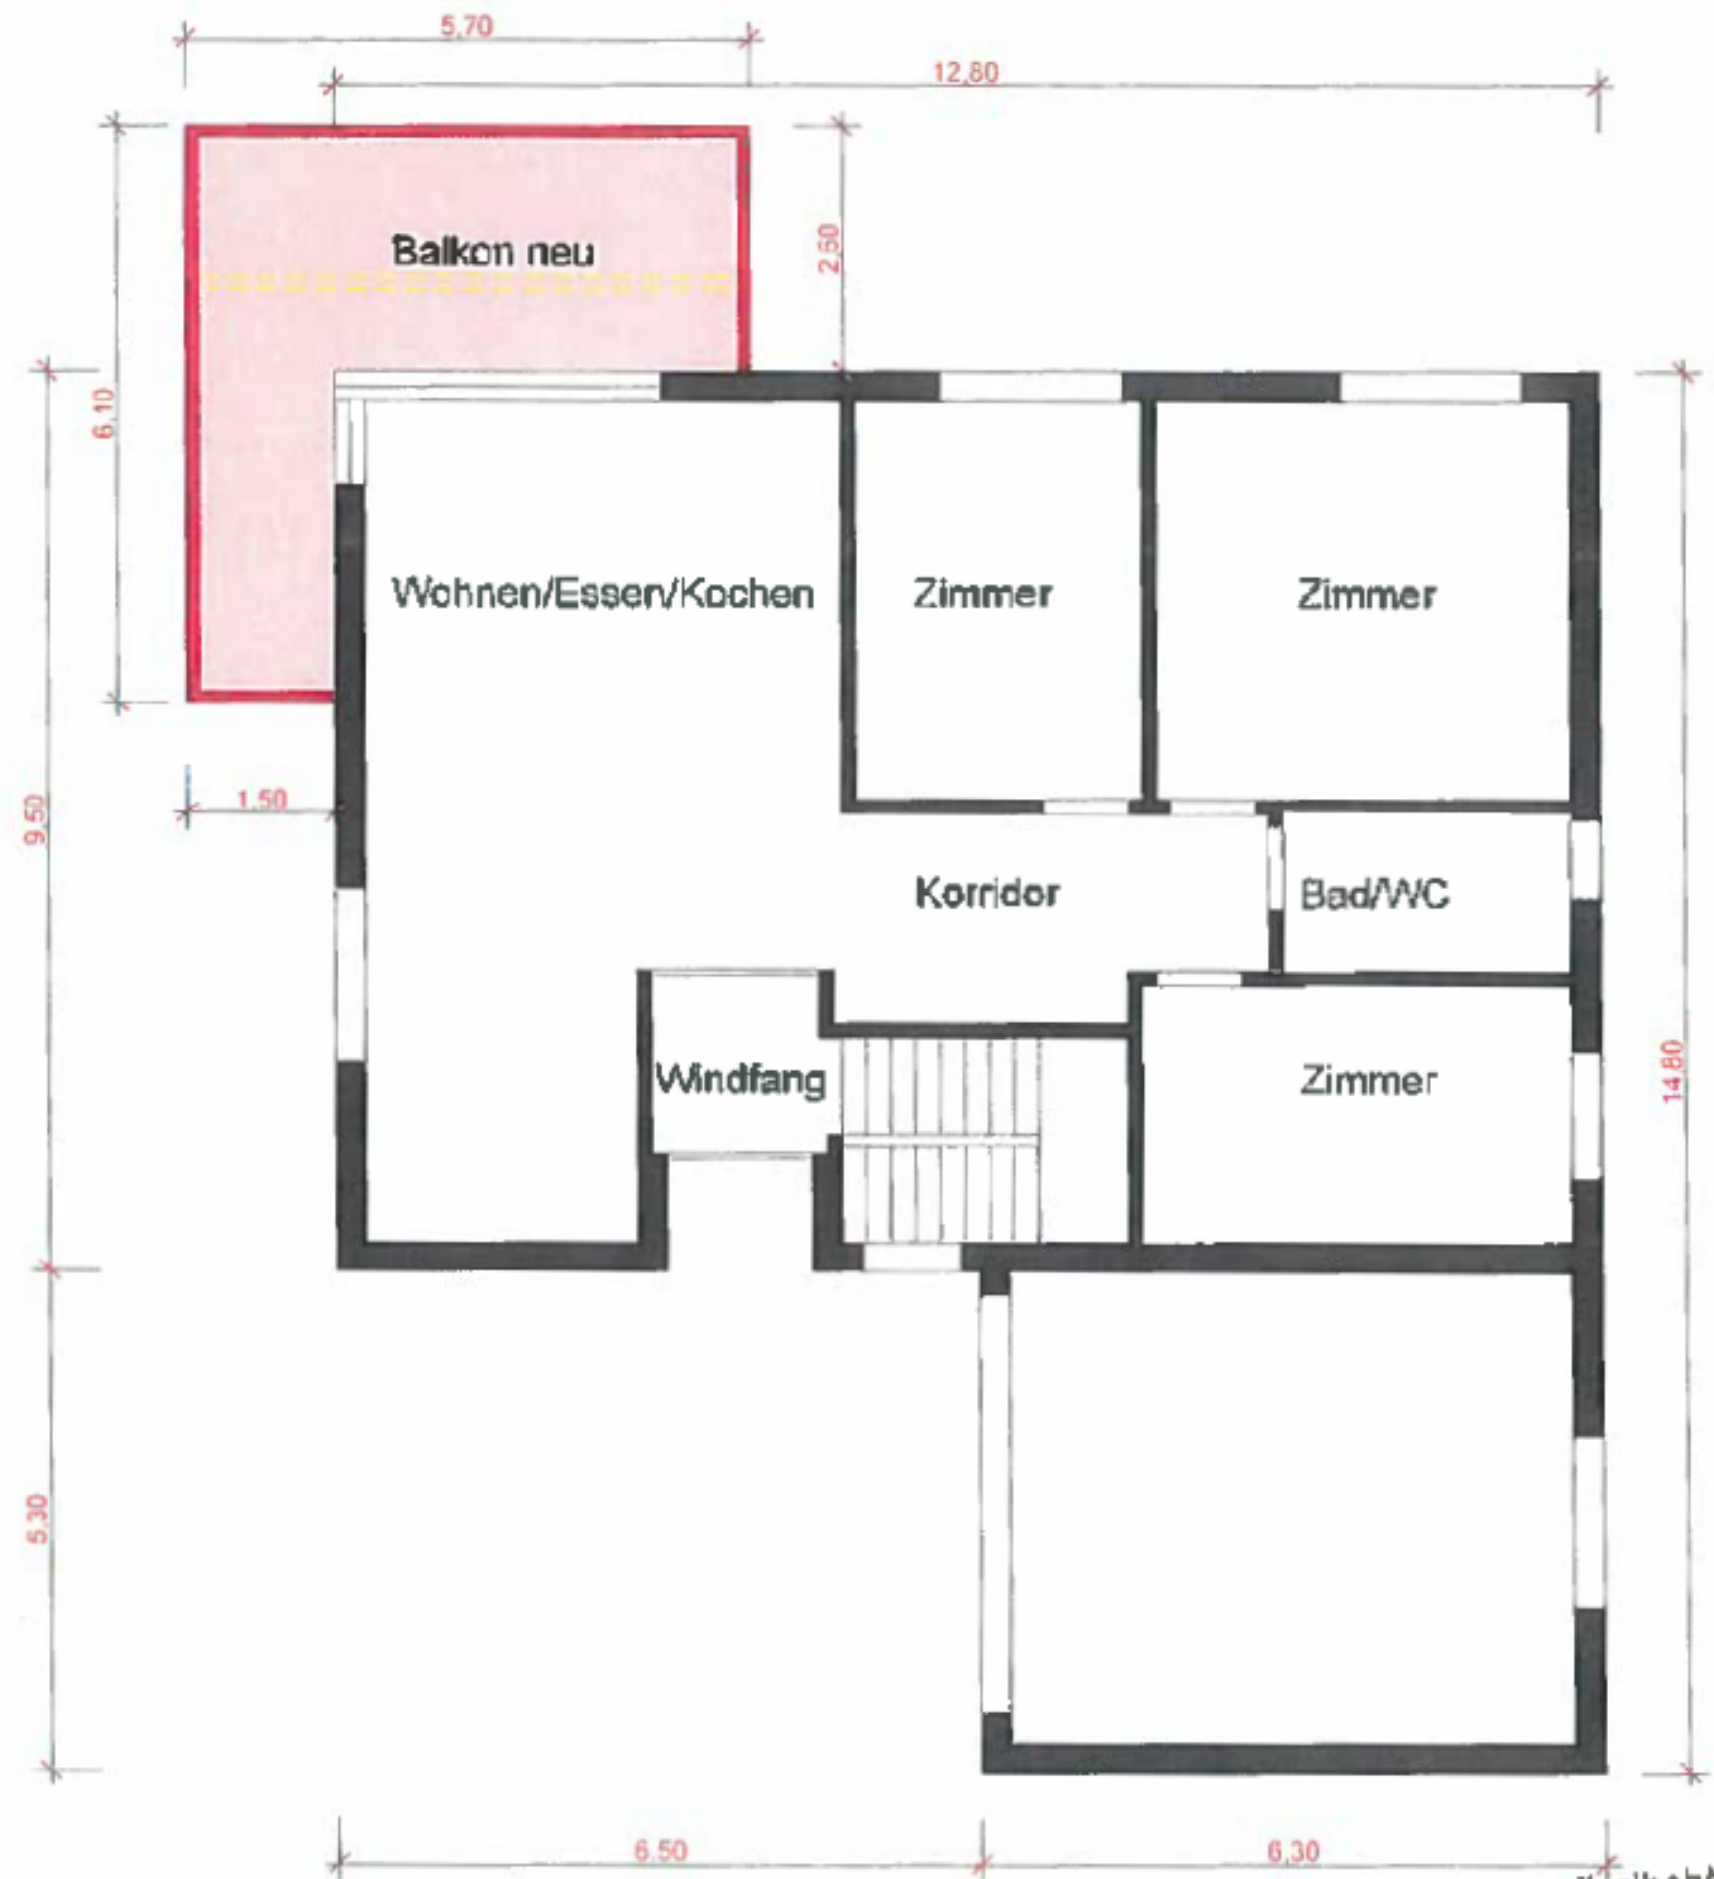 5,70
12,80
Balkon neu
2,60
6,10
Wohnen/Essen/Kochen
Zimmer
Zimmer
9,50
1,50
Korridor
Bad/WC
Windfang
Zimmer
14,80
5,30
6,50
6,30